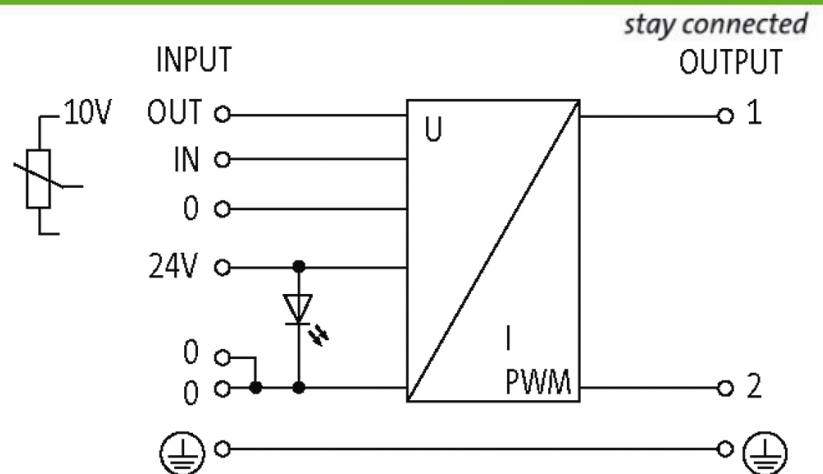 stay connected
INPUT
OUTPUT
10V
OUT
U
1
IN
0
24V
0
I
0
PWM
2